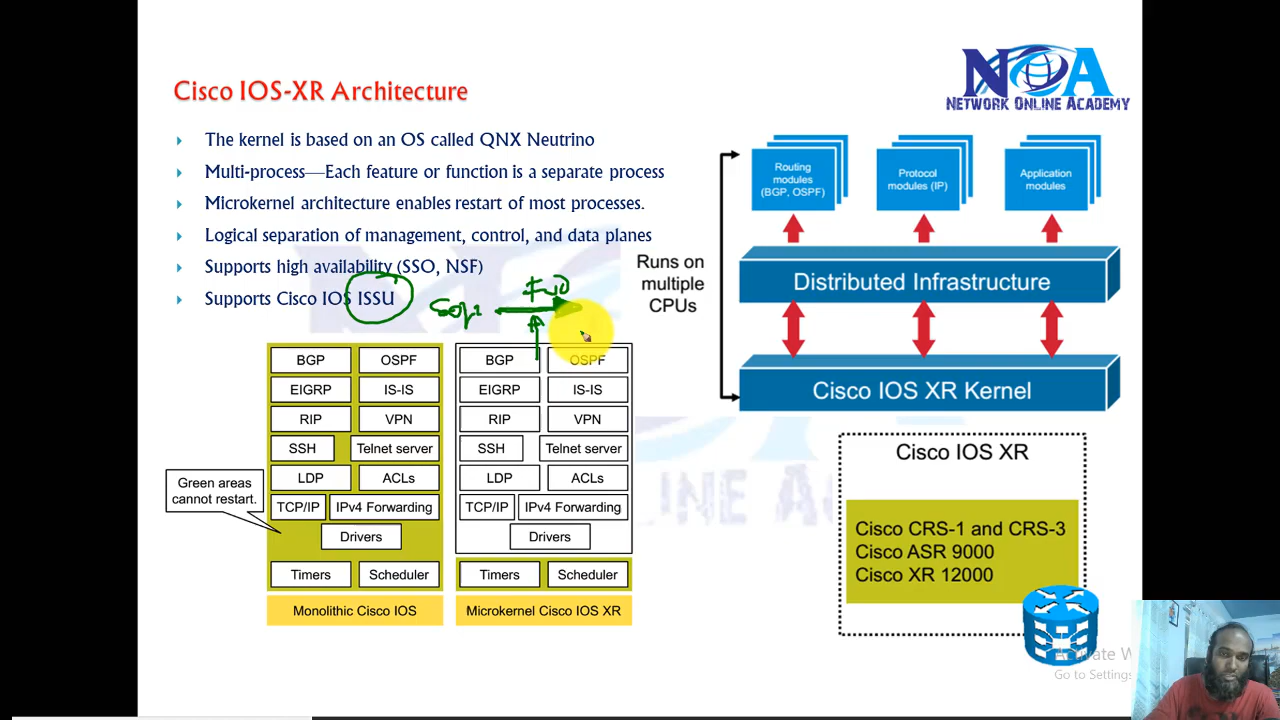 Cisco IOS-XR Architecture
NOA
NETWORK ONLINE ACADEMY
The kernel is based on an OS called QNX Neutrino
Multi-process—Each feature or function is a separate process
Microkernel architecture enables restart of most processes.
Logical separation of management, control, and data planes
Supports high availability (SSO, NSF)
Supports Cisco IOS ISSU
BGP OSPF
EIGRP IS-IS
RIP VPN
SSH Telnet server
LDP ACLs
TCP/IP IPv4 Forwarding
Drivers
Timers Scheduler
Monolithic Cisco IOS
Green areas
cannot restart.
BGP OSPF
EIGRP IS-IS
RIP VPN
SSH Telnet server
LDP ACLs
TCP/IP IPv4 Forwarding
Drivers
Timers Scheduler
Microkernel Cisco IOS XR
Routing
modules
(BGP, OSPF)
Protocol
modules (IP)
Application
modules
Runs on
multiple
CPUs
Distributed Infrastructure
Cisco IOS XR Kernel
Cisco IOS XR
Cisco CRS-1 and CRS-3
Cisco ASR 9000
Cisco XR 12000
Activate W
Go to Settings